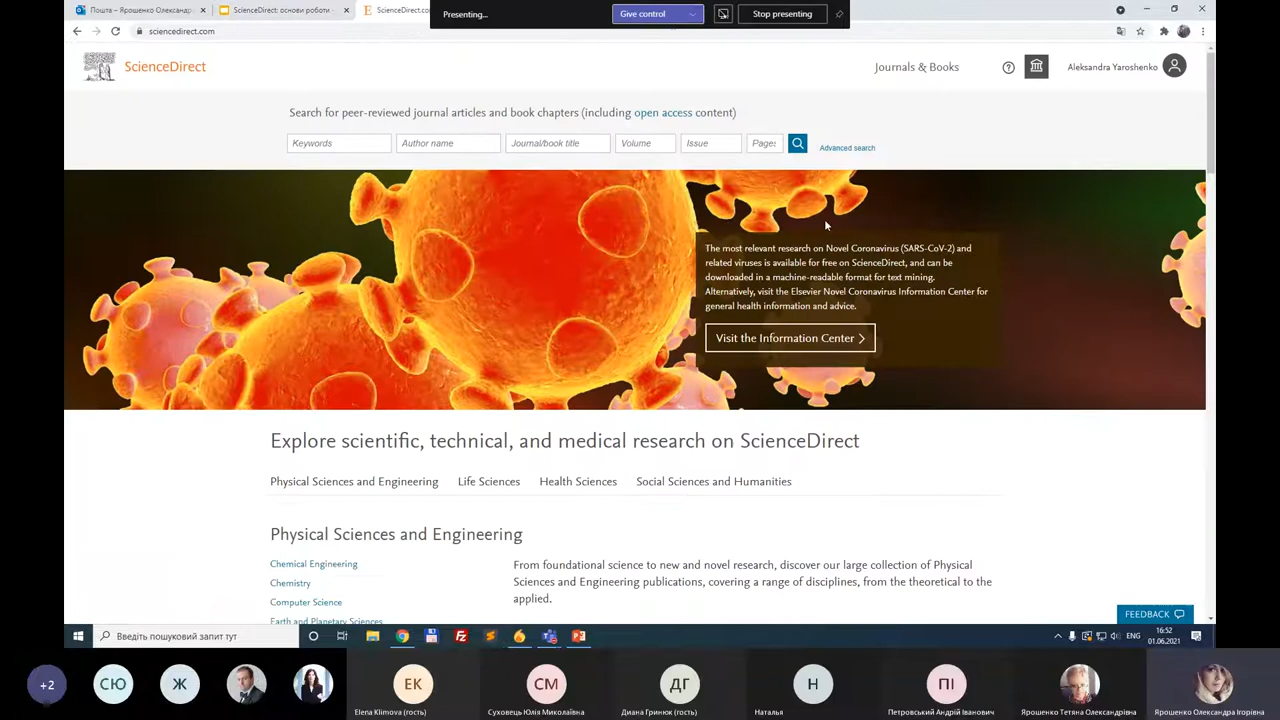 Пошта – Ярошенко Олександр
ScienceDirect: основи роботи -
ScienceDirect.co
Presenting...
Give control
Stop presenting
sciencedirect.com
ScienceDirect
Journals & Books
Aleksandra Yaroshenko
Search for peer-reviewed journal articles and book chapters (including open access content)
Keywords
Author name
Journal/book title
Volume
Issue
Page
Advanced search
The most relevant research on Novel Coronavirus (SARS-CoV-2) and
related viruses is available for free on ScienceDirect, and can be
downloaded in a machine-readable format for text mining.
Alternatively, visit the Elsevier Novel Coronavirus Information Center for
general health information and advice.
Visit the Information Center
Explore scientific, technical, and medical research on ScienceDirect
Physical Sciences and Engineering
Life Sciences
Health Sciences
Social Sciences and Humanities
Physical Sciences and Engineering
Chemical Engineering
Chemistry
Computer Science
Earth and Planetary Sciences
From foundational science to new and novel research, discover our large collection of Physical
Sciences and Engineering publications, covering a range of disciplines, from the theoretical to the
applied.
FEEDBACK
Введіть пошуковий запит тут
ENG
16:52
01.06.2021
+2
СЮ
Ж
ЕК
СМ
ДГ
Н
ПІ
Elena Klimova (гость)
Суховець Юлія Миколаївна
Диана Гринюк (гость)
Наталья
Петровський Андрій Іванович
Ярошенко Тетяна Олександрівна
Ярошенко Олександра Ігорівна